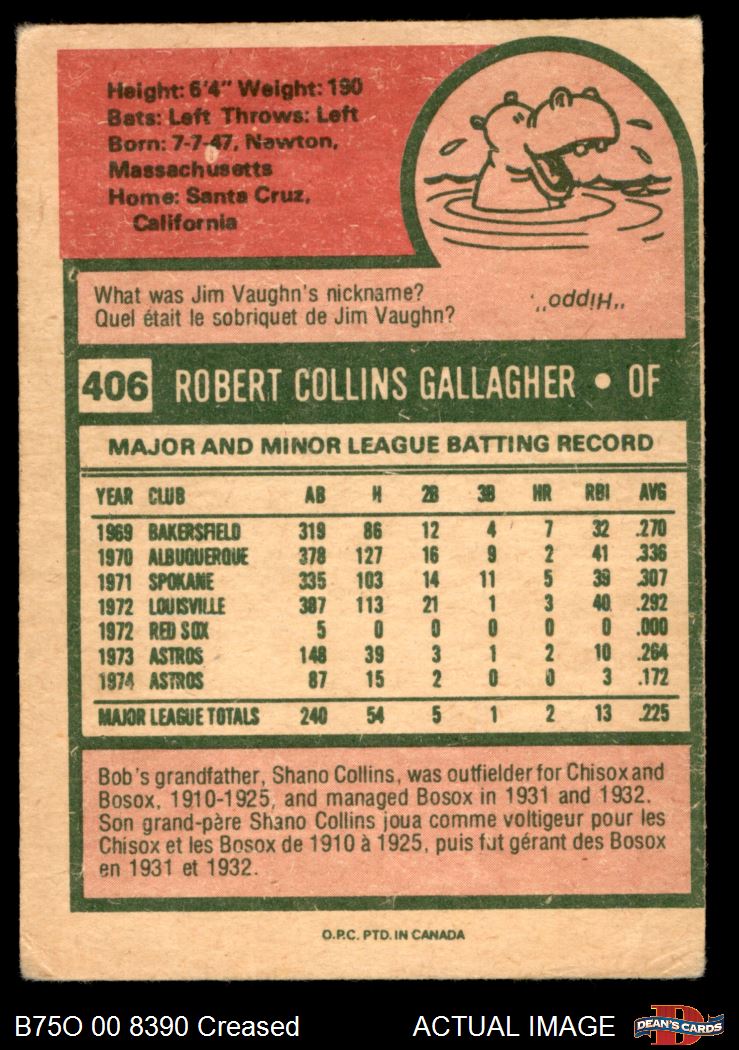 Height: 6'4" Weight: 190
Bats: Left Throws: Left
Born: 7-7-47, Newton,
Massachusetts
Home: Santa Cruz,
California
What was Jim Vaughn's nickname?
Quel était le sobriquet de Jim Vaughn?
"Hippo".
406 ROBERT COLLINS GALLAGHER • OF
MAJOR AND MINOR LEAGUE BATTING RECORD
YEAR CLUB AB H 2B 3B HR RBI AVG
1969 BAKERSFIELD 319 86 12 4 7 32 .270
1970 ALBUQUERQUE 378 127 16 9 2 41 .336
1971 SPOKANE 335 103 14 11 5 39 .307
1972 LOUISVILLE 387 113 21 1 3 40 .292
1972 RED SOX 5 0 0 0 0 0 .000
1973 ASTROS 148 39 3 1 2 10 .264
1974 ASTROS 87 15 2 0 0 3 .172
MAJOR LEAGUE TOTALS 240 54 5 1 2 13 .225
Bob's grandfather, Shano Collins, was outfielder for Chisox and
Bosox, 1910-1925, and managed Bosox in 1931 and 1932.
Son grand-père Shano Collins joua comme voltigeur pour les
Chisox et les Bosox de 1910 à 1925, puis fut gérant des Bosox
en 1931 et 1932.
O.P.C. PTD. IN CANADA
B75O 00 8390 Creased
ACTUAL IMAGE
D
DEAN'S CARDS